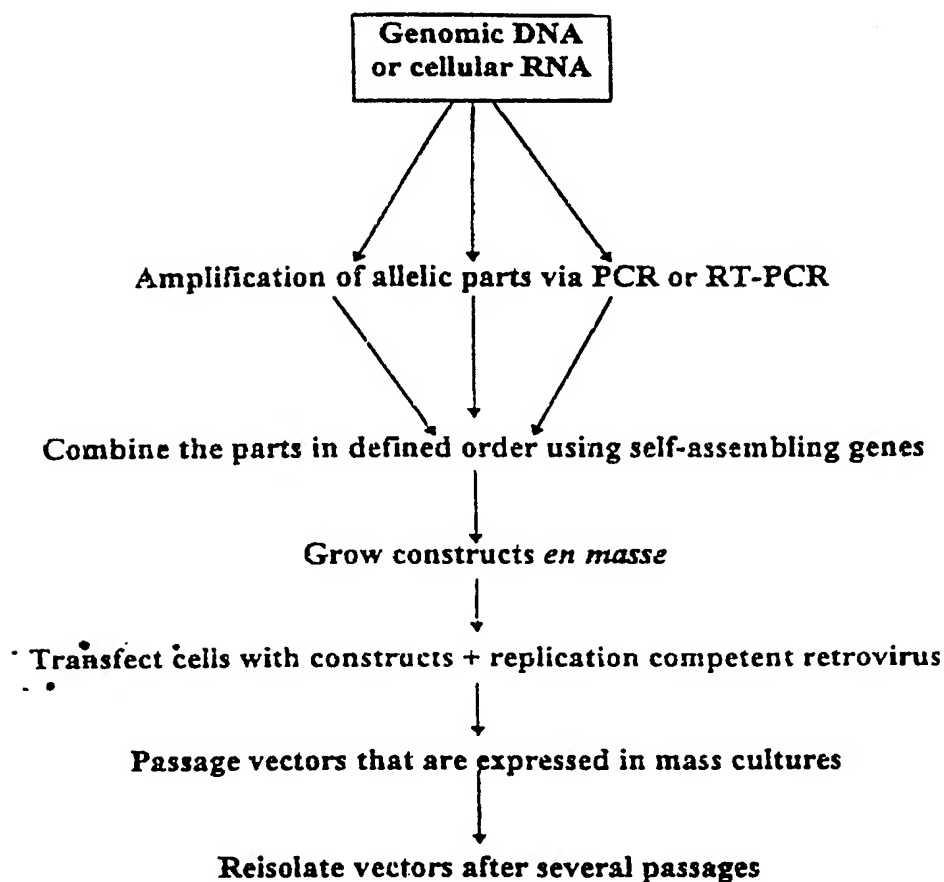 Genomic DNA
or cellular RNA
Amplification of allelic parts via PCR or RT-PCR
Combine the parts in defined order using self-assembling genes
Grow constructs en masse
Transfect cells with constructs + replication competent retrovirus
Passage vectors that are expressed in mass cultures
Reisolate vectors after several passages